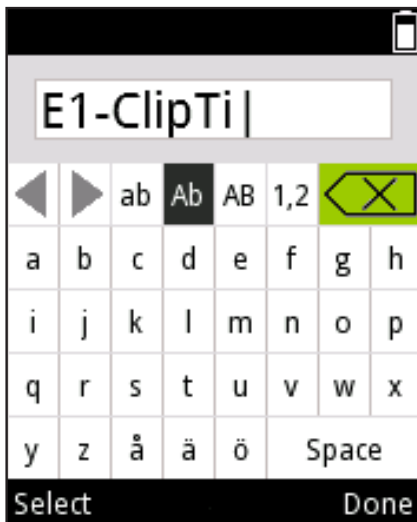 E1-ClipTi
ab Ab AB 1,2
a b c d e f g h
i j k l m n o p
q r s t u v w x
y z å ä ö Space
Select Done